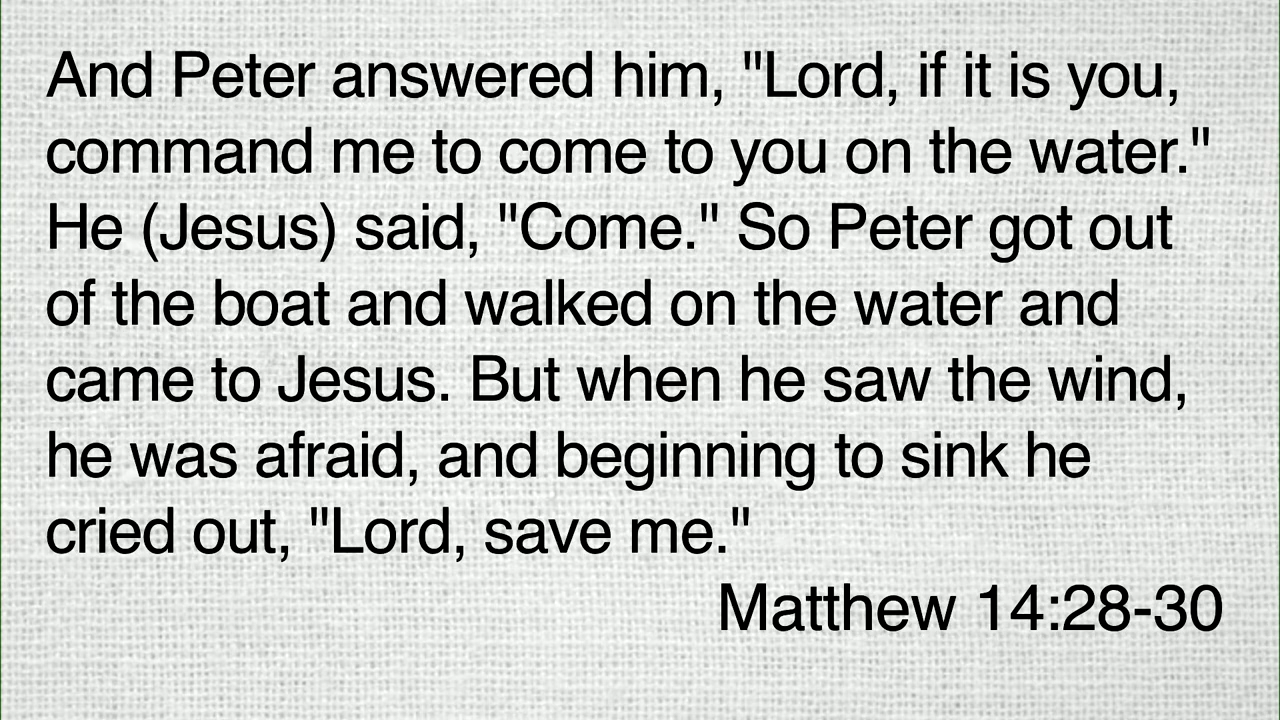 And Peter answered him, "Lord, if it is you,
command me to come to you on the water."
He (Jesus) said, "Come." So Peter got out
of the boat and walked on the water and
came to Jesus. But when he saw the wind,
he was afraid, and beginning to sink he
cried out, "Lord, save me."
Matthew 14:28-30